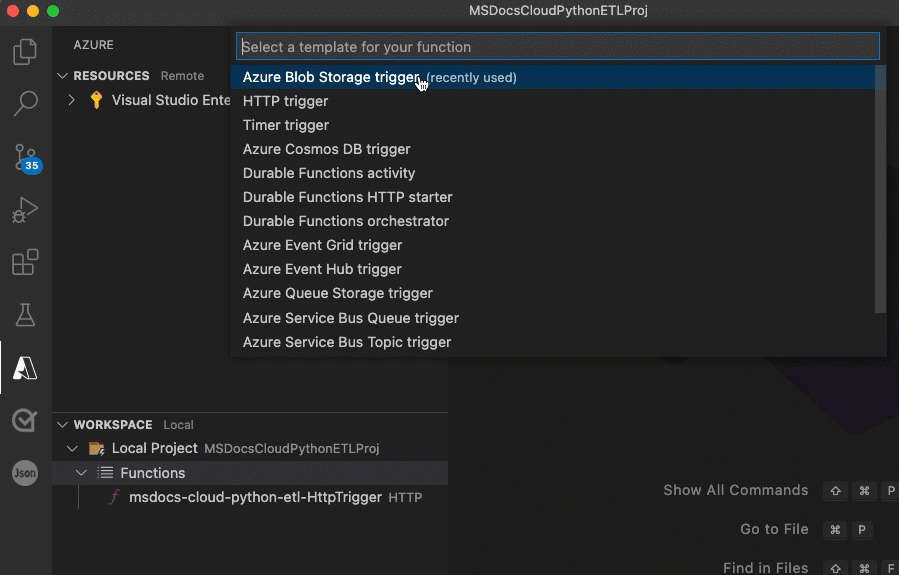 MSDocsCloudPythonETLProj
AZURE
Select a template for your function
RESOURCES Remote
Azure Blob Storage trigger (recently used)
Visual Studio Ente
HTTP trigger
Timer trigger
Azure Cosmos DB trigger
35
Durable Functions activity
Durable Functions HTTP starter
Durable Functions orchestrator
Azure Event Grid trigger
Azure Event Hub trigger
Azure Queue Storage trigger
Azure Service Bus Queue trigger
Azure Service Bus Topic trigger
WORKSPACE Local
Local Project MSDocsCloudPythonETLProj
Functions
Json
msdocs-cloud-python-etl-HttpTrigger HTTP
Show All Commands ⇧ ⌘ P
Go to File ⌘ P
Find in Files ⇧ ⌘ F